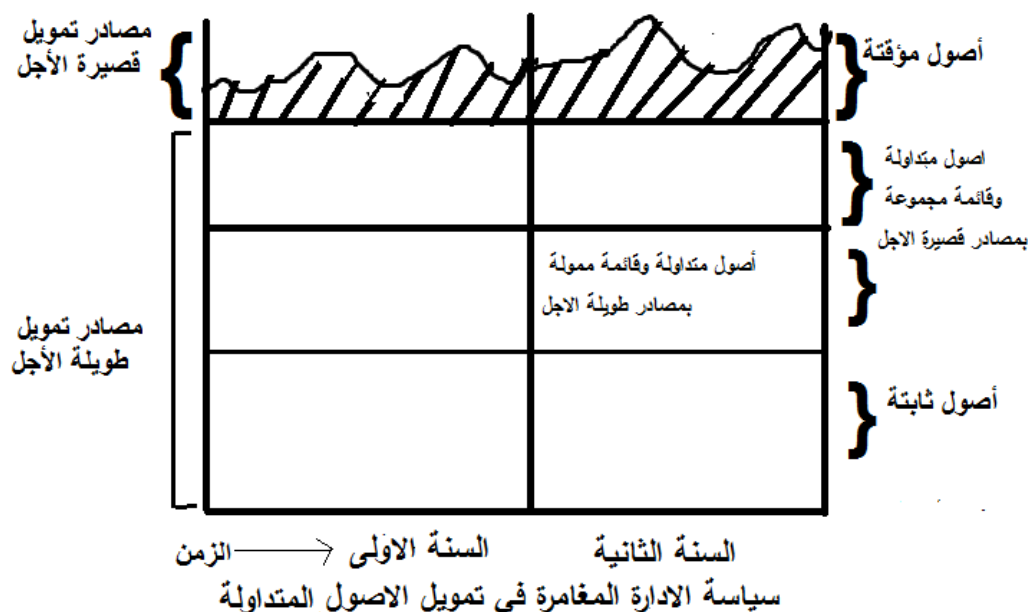 مصادر تمويل
قصيرة الأجل
أصول مؤقتة
اصول متداولة
وقائمة مجموعة
بمصادر قصيرة الاجل
أصول متداولة وقائمة ممولة
بمصادر طويلة الاجل
مصادر تمويل
طويلة الأجل
أصول ثابتة
الزمن
السنة الاولى
السنة الثانية
سياسة الادارة المغامرة في تمويل الاصول المتداولة